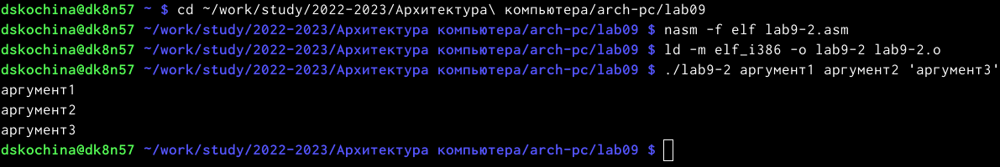 dskochina@dk8n57 ~ $ cd ~/work/study/2022-2023/Архитектура\ компьютера/arch-pc/lab09
dskochina@dk8n57 ~/work/study/2022-2023/Архитектура компьютера/arch-pc/lab09 $ nasm -f elf lab9-2.asm
dskochina@dk8n57 ~/work/study/2022-2023/Архитектура компьютера/arch-pc/lab09 $ ld -m elf_i386 -o lab9-2 lab9-2.o
dskochina@dk8n57 ~/work/study/2022-2023/Архитектура компьютера/arch-pc/lab09 $ ./lab9-2 аргумент1 аргумент2 'аргумент3'
аргумент1
аргумент2
аргумент3
dskochina@dk8n57 ~/work/study/2022-2023/Архитектура компьютера/arch-pc/lab09 $